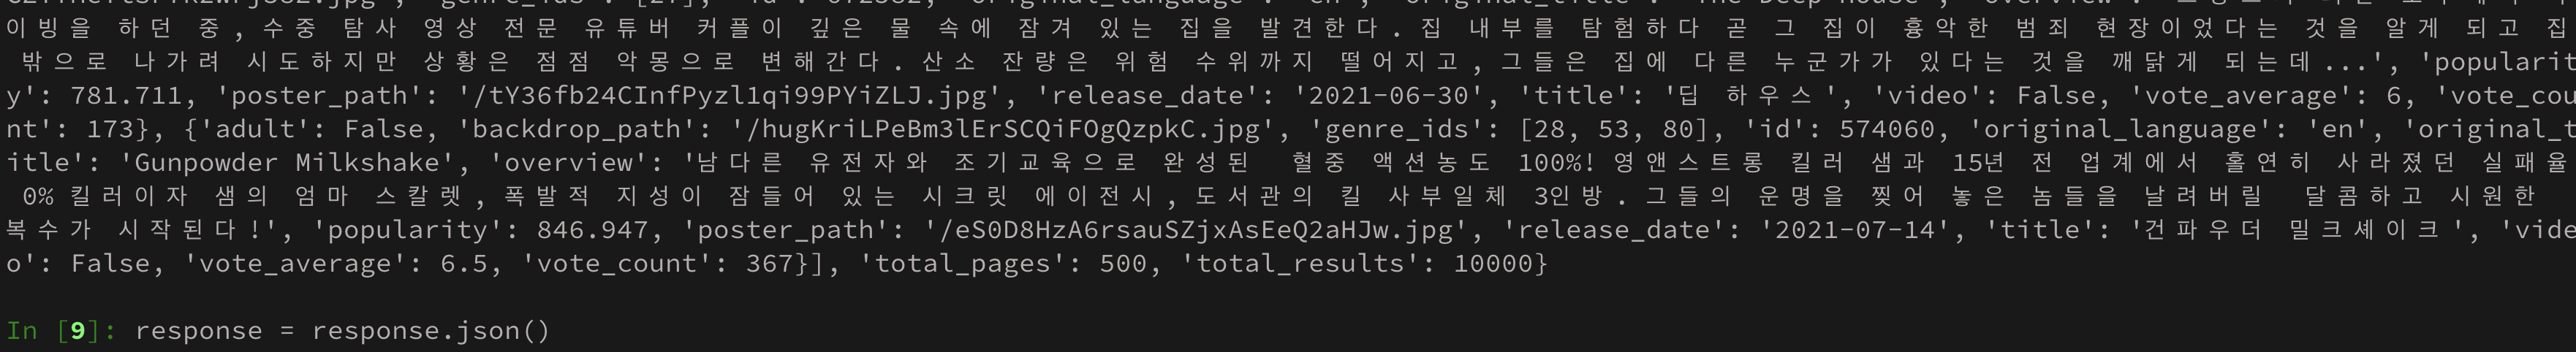 이빙을 하던 중, 수중 탐사 영상 전문 유튜버 커플이 깊은 물 속에 잠겨 있는 집을 발견한다. 집 내부를 탐험하다 곧 그 집이 흉악한 범죄 현장이었다는 것을 알게 되고 집
밖으로 나가려 시도하지만 상황은 점점 악몽으로 변해간다. 산소 잔량은 위험 수위까지 떨어지고, 그들은 집에 다른 누군가가 있다는 것을 깨닭게 되는데...', 'popularit
y': 781.711, 'poster_path': '/tY36fb24CInfPyzl1qi99PYiZLJ.jpg', 'release_date': '2021-06-30', 'title': '딥 하우스', 'video': False, 'vote_average': 6, 'vote_cou
nt': 173}, {'adult': False, 'backdrop_path': '/hugKriLPeBm3lErSCQiFOgQzpkC.jpg', 'genre_ids': [28, 53, 80], 'id': 574060, 'original_language': 'en', 'original_t
itle': 'Gunpowder Milkshake', 'overview': '남다른 유전자와 조기교육으로 완성된  혈중 액션농도 100%! 영앤스트롱 킬러 샘과 15년 전 업계에서 홀연히 사라졌던 실패율
0% 킬러이자 샘의 엄마 스칼렛, 폭발적 지성이 잠들어 있는 시크릿 에이전시, 도서관의 킬 사부일체 3인방. 그들의 운명을 찢어 놓은 놈들을 날려버릴  달콤하고 시원한
복수가 시작된다!', 'popularity': 846.947, 'poster_path': '/eS0D8HzA6rsauSZjxAsEeQ2aHJw.jpg', 'release_date': '2021-07-14', 'title': '건파우더 밀크셰이크', 'vide
o': False, 'vote_average': 6.5, 'vote_count': 367}], 'total_pages': 500, 'total_results': 10000}
In [9]: response = response.json()